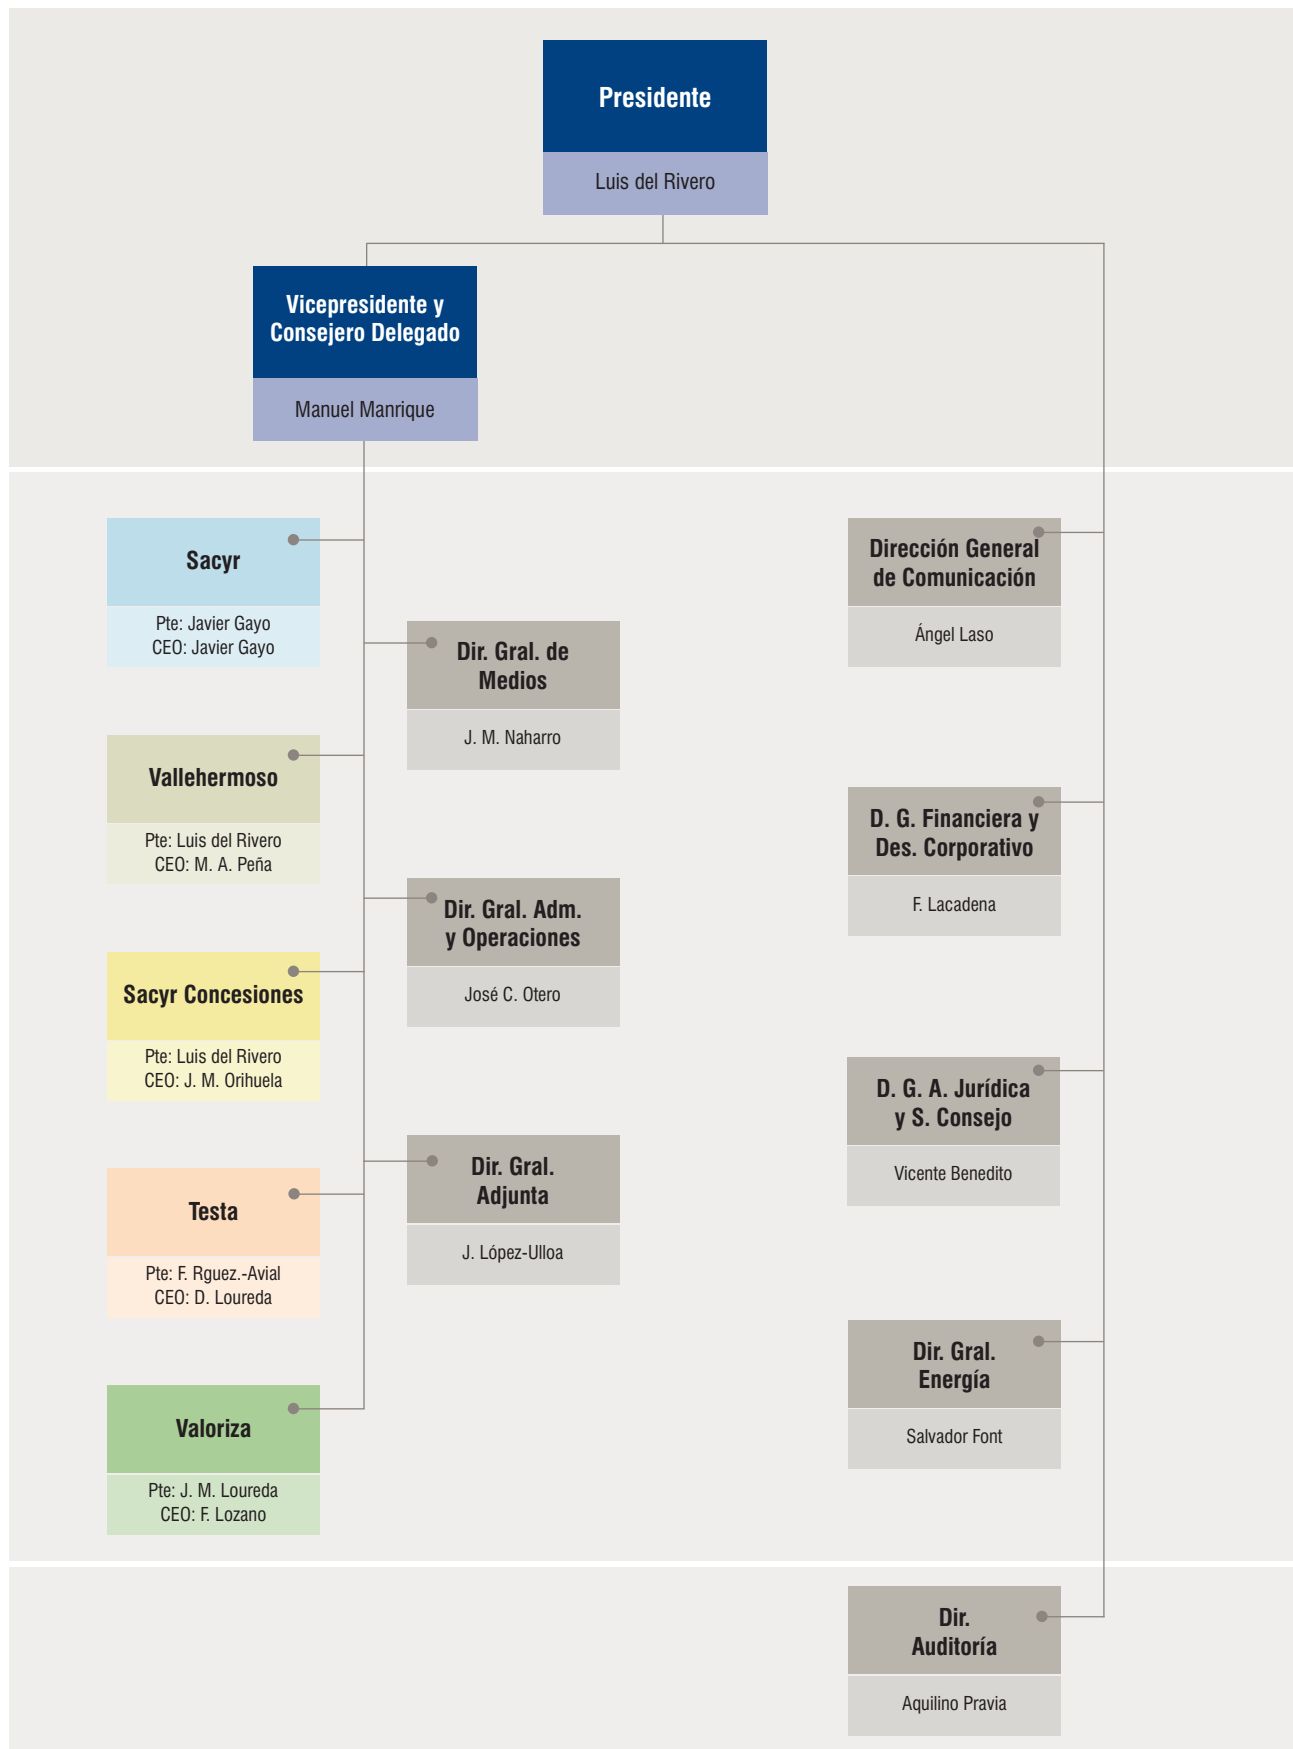 Presidente
Luis del Rivero
Vicepresidente y
Consejero Delegado
Manuel Manrique
Sacyr
Pte: Javier Gayo
CEO: Javier Gayo
Vallehermoso
Pte: Luis del Rivero
CEO: M. A. Peña
Sacyr Concesiones
Pte: Luis del Rivero
CEO: J. M. Orihuela
Testa
Pte: F. Rguez.-Avial
CEO: D. Loureda
Valoriza
Pte: J. M. Loureda
CEO: F. Lozano
Dir. Gral. de
Medios
J. M. Naharro
Dir. Gral. Adm.
y Operaciones
José C. Otero
Dir. Gral.
Adjunta
J. López-Ulloa
Dirección General
de Comunicación
Ángel Laso
D. G. Financiera y
Des. Corporativo
F. Lacadena
D. G. A. Jurídica
y S. Consejo
Vicente Benedito
Dir. Gral.
Energía
Salvador Font
Dir.
Auditoría
Aquilino Pravia